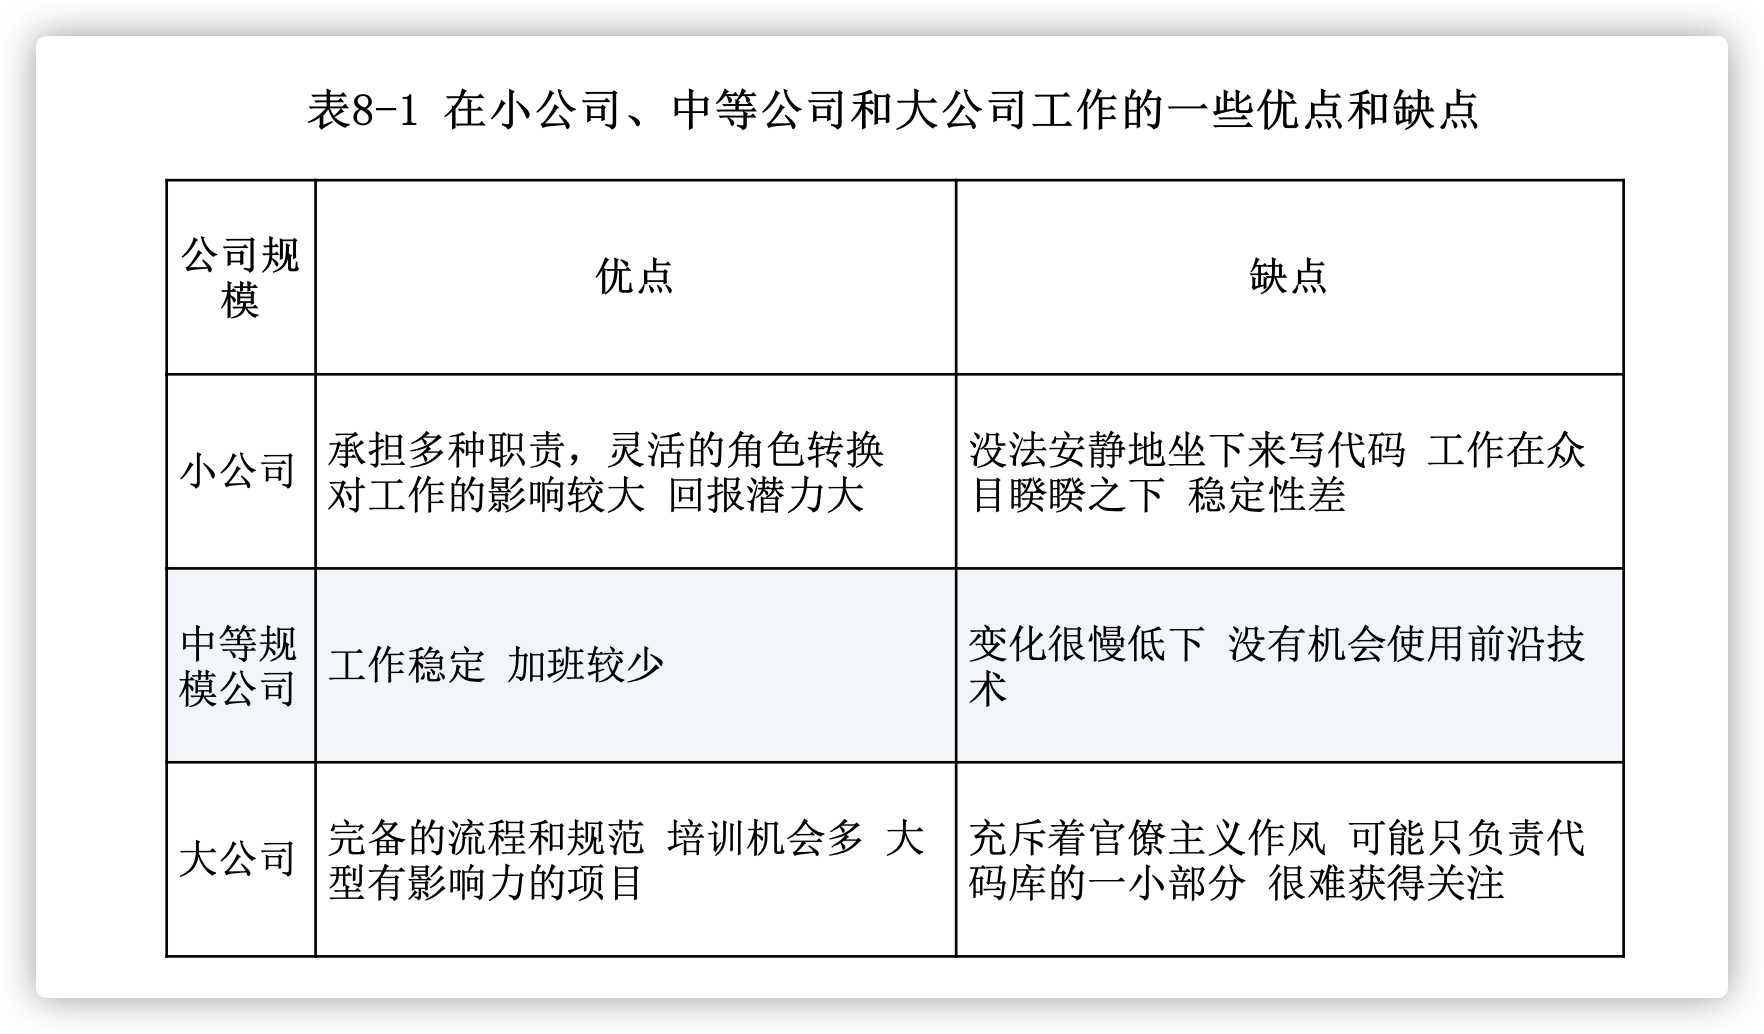 表8-1 在小公司、中等公司和大公司工作的一些优点和缺点
公司规
模
优点
缺点
小公司
承担多种职责，灵活的角色转换
对工作的影响较大 回报潜力大
没法安静地坐下来写代码 工作在众
目睽睽之下 稳定性差
中等规
模公司
工作稳定 加班较少
变化很慢低下 没有机会使用前沿技
术
大公司
完备的流程和规范 培训机会多 大
型有影响力的项目
充斥着官僚主义作风 可能只负责代
码库的一小部分 很难获得关注